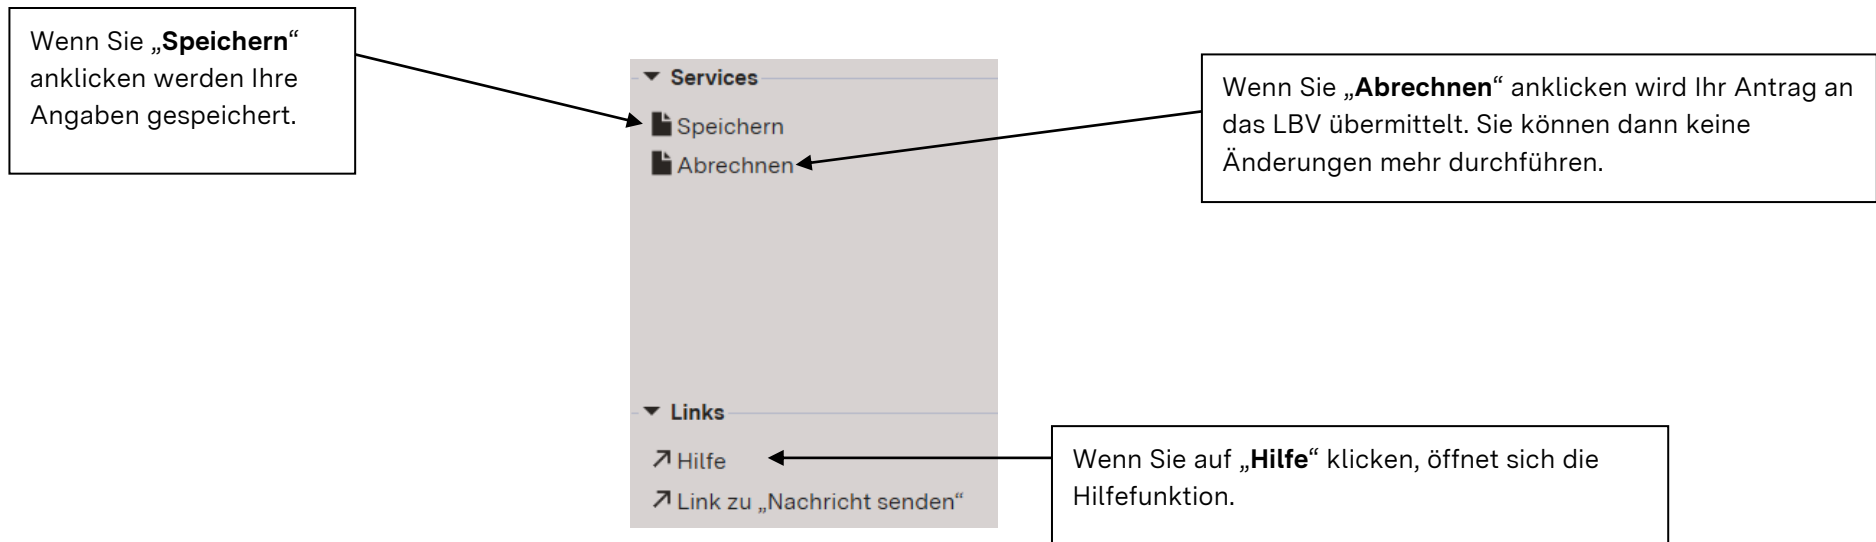 Wenn Sie „Speichern“
anklicken werden Ihre
Angaben gespeichert.
Services
Speichern
Abrechnen
Wenn Sie „Abrechnen“ anklicken wird Ihr Antrag an
das LBV übermittelt. Sie können dann keine
Änderungen mehr durchführen.
Links
Hilfe
Link zu „Nachricht senden“
Wenn Sie auf „Hilfe“ klicken, öffnet sich die
Hilfefunktion.